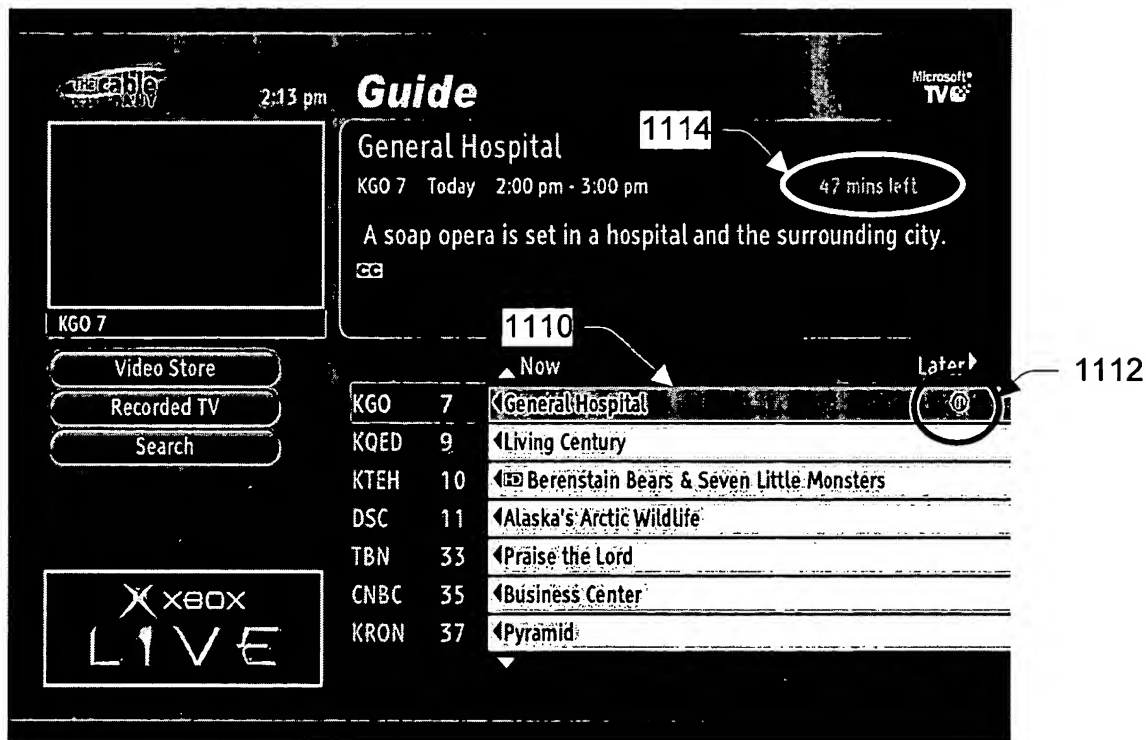 THE cable
2:13 pm
Guide
Microsoft®
TV
1114
General Hospital
KGO 7 Today 2:00 pm - 3:00 pm
47 mins left
A soap opera is set in a hospital and the surrounding city.
CC
KGO 7
1110
Now
Later
1112
Video Store
Recorded TV
Search
KGO 7 General Hospital
KQED 9 Living Century
KTEH 10 HD Berenstain Bears & Seven Little Monsters
DSC 11 Alaska's Arctic Wildlife
TBN 33 Praise the Lord
CNBC 35 Business Center
KRON 37 Pyramid
XBOX
LIVE